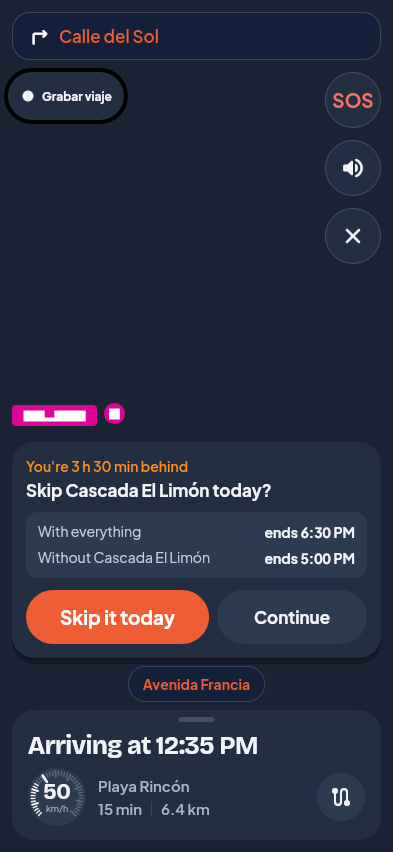 Calle del Sol
Grabar viaje
SOS
You're 3 h 30 min behind
Skip Cascada El Limón today?
With everything ends 6:30 PM
Without Cascada El Limón ends 5:00 PM
Skip it today Continue
Avenida Francia
Arriving at 12:35 PM
50
km/h
Playa Rincón
15 min 6.4 km